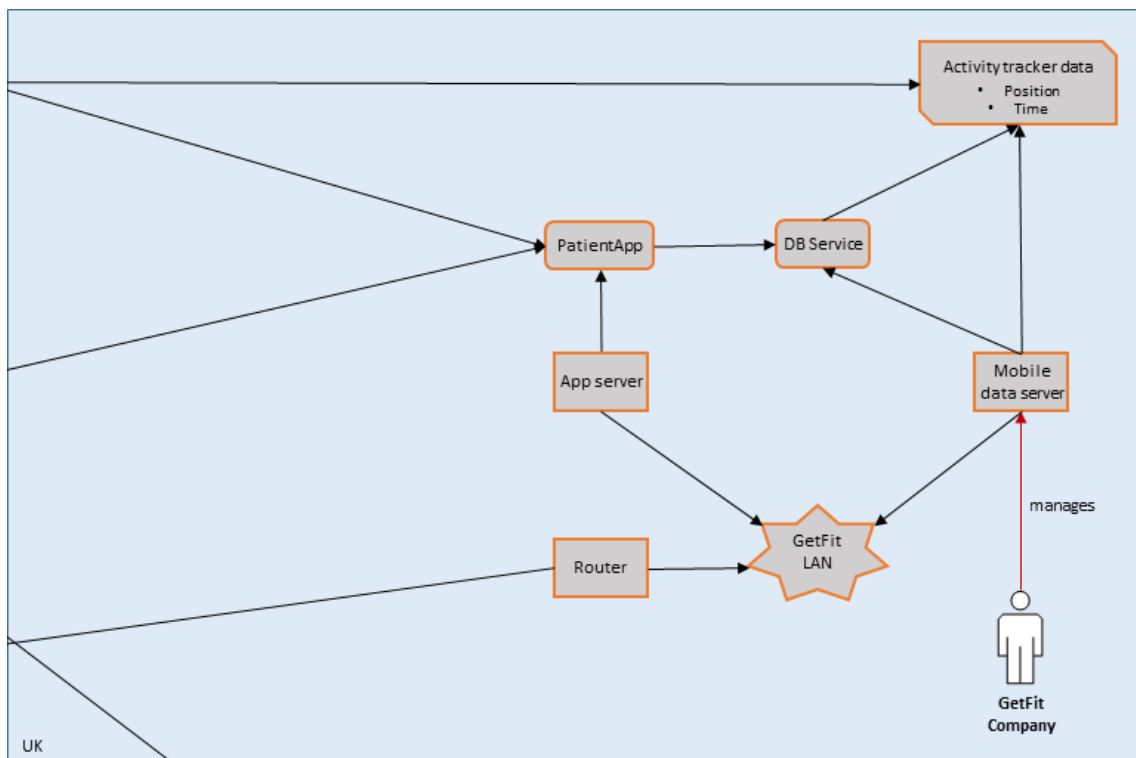 Activity tracker data
• Position
• Time
PatientApp
DB Service
App server
Mobile
data server
manages
GetFit
LAN
Router
GetFit
Company
UK